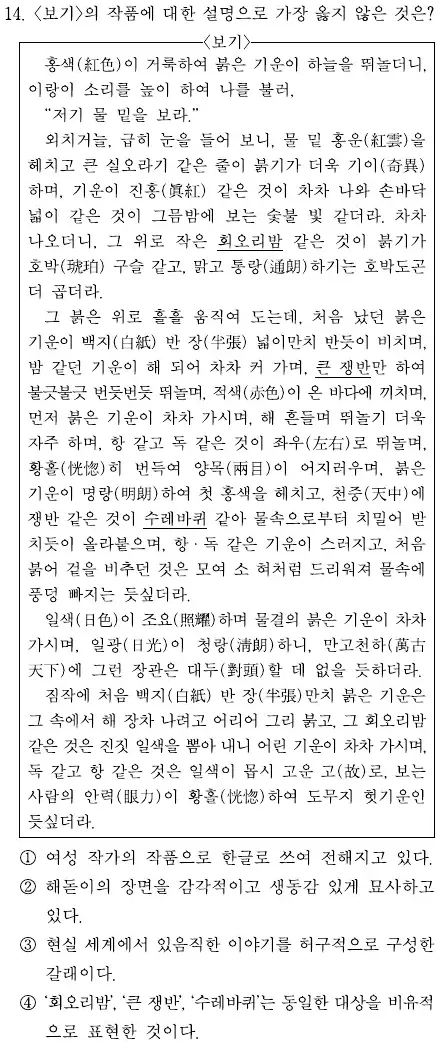 14. <보기>의 작품에 대한 설명으로 가장 옳지 않은 것은?
<보기>
홍색(紅色)이 거룩하여 붉은 기운이 하늘을 뛰놀더니,
이랑이 소리를 높이 하여 나를 불러,
“저기 물 밑을 보라.”
외치거늘, 급히 눈을 들어 보니, 물 밑 홍운(紅雲)을
헤치고 큰 실오라기 같은 줄이 붉기가 더욱 기이(奇異)
하며, 기운이 진홍(眞紅) 같은 것이 차차 나와 손바닥
넓이 같은 것이 그믐밤에 보는 숯불 빛 같더라. 차차
나오더니, 그 위로 작은 회오리밤 같은 것이 붉기가
호박(琥珀) 구슬 같고, 맑고 통랑(通朗)하기는 호박도곤
더 곱더라.
그 붉은 위로 흘흘 움직여 도는데, 처음 났던 붉은
기운이 백지(白紙) 반 장(半張) 넓이만치 반듯이 비치며,
밤 같던 기운이 해 되어 차차 커 가며, 큰 쟁반만 하여
불긋불긋 번듯번듯 뛰놀며, 적색(赤色)이 온 바다에 끼치며,
먼저 붉은 기운이 차차 가시며, 해 흔들며 뛰놀기 더욱
자주 하며, 항 같고 독 같은 것이 좌우(左右)로 뛰놀며,
황홀(恍惚)히 번득여 양목(兩目)이 어지러우며, 붉은
기운이 명랑(明朗)하여 첫 홍색을 헤치고, 천중(天中)에
쟁반 같은 것이 수레바퀴 같아 물속으로부터 치밀어 받
치듯이 올라붙으며, 항·독 같은 기운이 스러지고, 처음
붉어 겉을 비추던 것은 모여 소 혀처럼 드리워져 물속에
풍덩 빠지는 듯싶더라.
일색(日色)이 조요(照耀)하며 물결의 붉은 기운이 차차
가시며, 일광(日光)이 청랑(淸朗)하니, 만고천하(萬古
天下)에 그런 장관은 대두(對頭)할 데 없을 듯하더라.
짐작에 처음 백지(白紙) 반 장(半張)만치 붉은 기운은
그 속에서 해 장차 나려고 어리어 그리 붉고, 그 회오리밤
같은 것은 진짓 일색을 뽑아 내니 어린 기운이 차차 가시며,
독 같고 항 같은 것은 일색이 몹시 고운 고(故)로, 보는
사람의 안력(眼力)이 황홀(恍惚)하여 도무지 헛기운인
듯싶더라.
① 여성 작가의 작품으로 한글로 쓰여 전해지고 있다.
② 해돋이의 장면을 감각적이고 생동감 있게 묘사하고
있다.
③ 현실 세계에서 있음직한 이야기를 허구적으로 구성한
갈래이다.
④ ‘회오리밤’, ‘큰 쟁반’, ‘수레바퀴’는 동일한 대상을 비유적
으로 표현한 것이다.